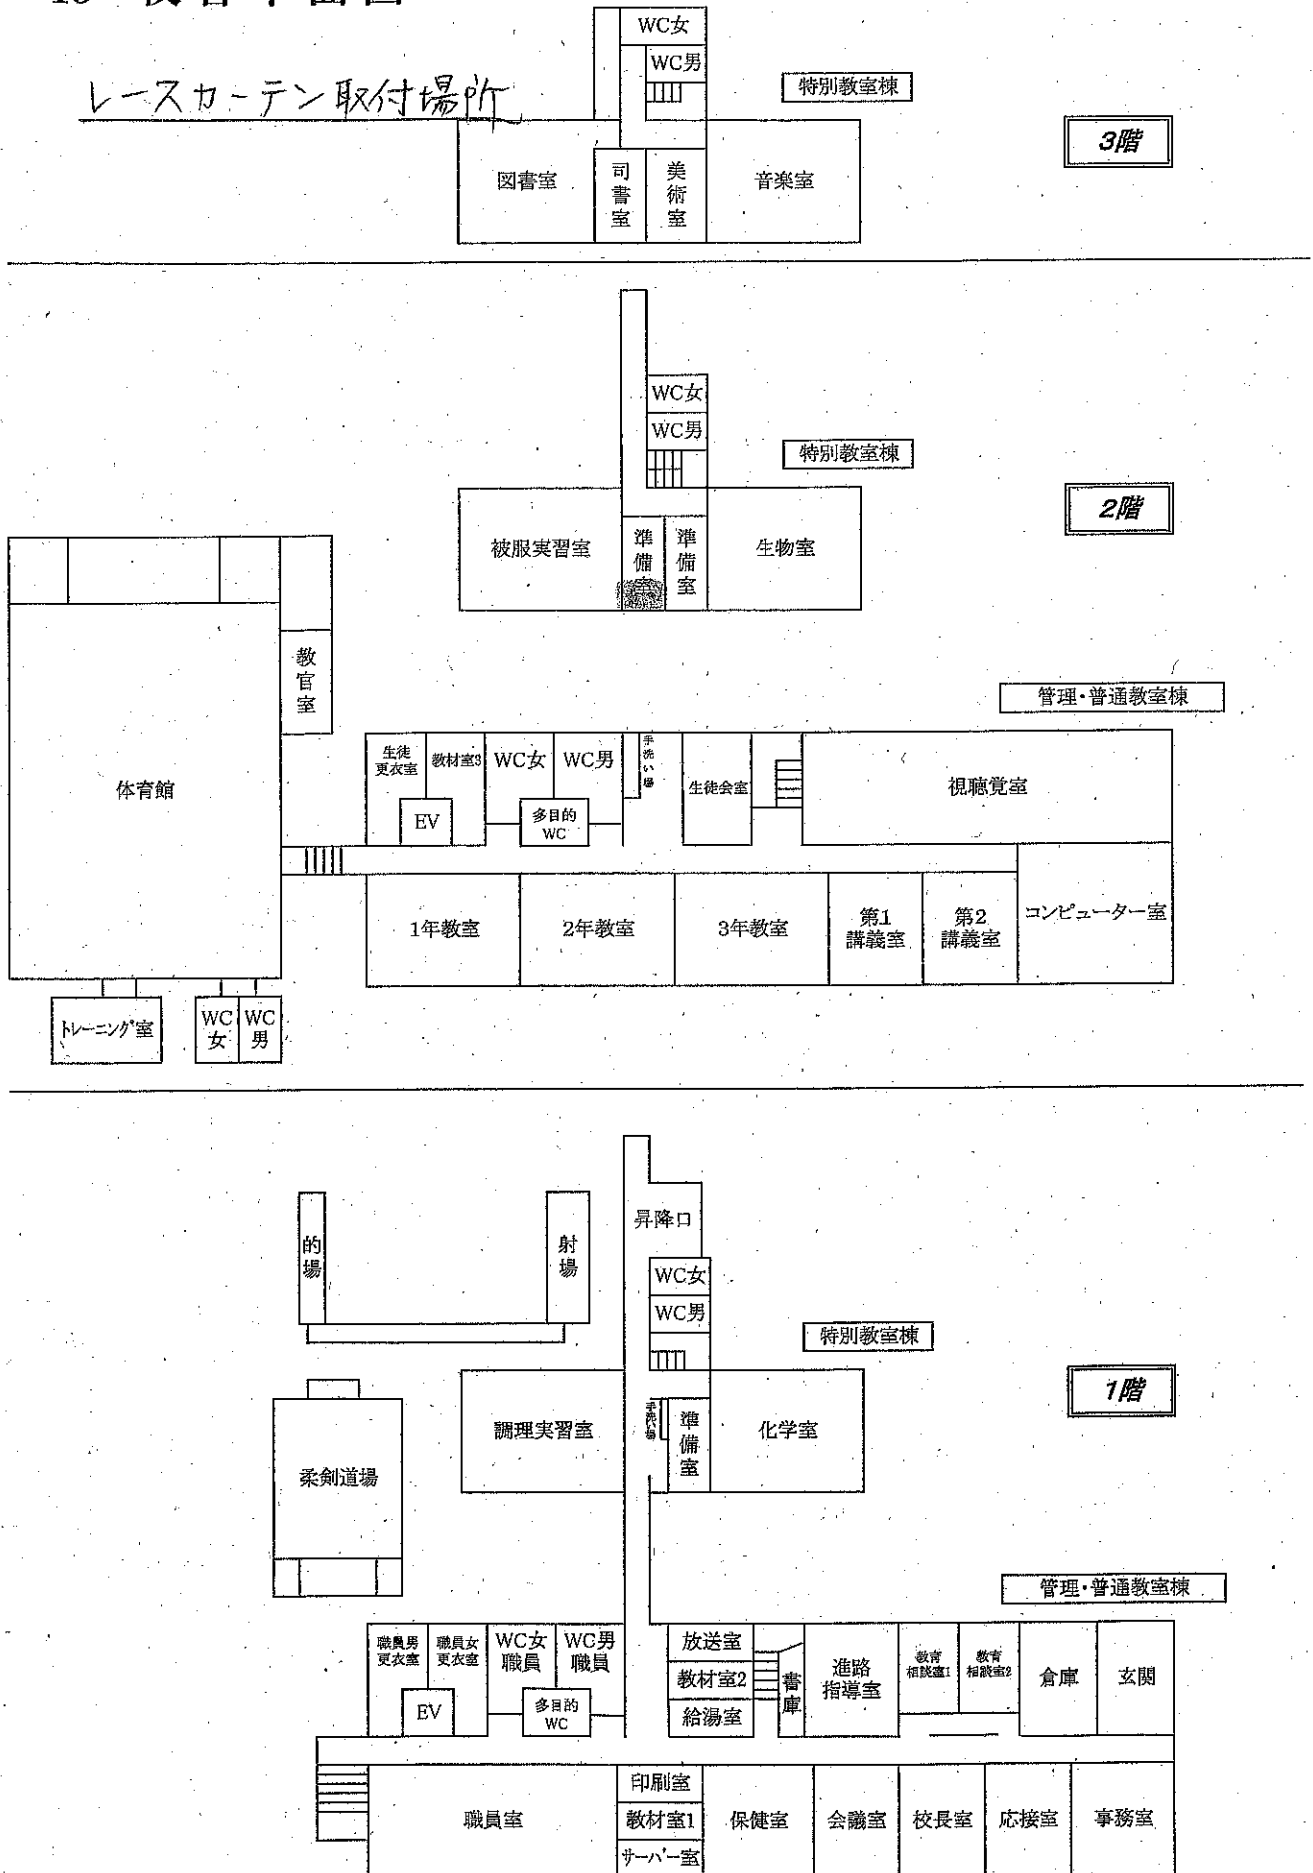 レースカーテン取付場所
WC女
WC男
特別教室棟
3階
図書室
司書室
美術室
音楽室
WC女
WC男
特別教室棟
2階
被服実習室
準備室
準備室
生物室
教官室
管理・普通教室棟
体育館
生徒
更衣室
教材室3
WC女
WC男
手洗い場
生徒会室
視聴覚室
EV
多目的
WC
1年教室
2年教室
3年教室
第1
講義室
第2
講義室
コンピューター室
トレーニング室
WC
女
WC
男
昇降口
的場
射場
WC女
WC男
特別教室棟
1階
調理実習室
手洗い場
準備室
化学室
柔剣道場
管理・普通教室棟
職員男
更衣室
職員女
更衣室
WC女
職員
WC男
職員
EV
多目的
WC
放送室
教材室2
給湯室
書庫
進路
指導室
教育
相談室1
教育
相談室2
倉庫
玄関
職員室
印刷室
教材室1
サーバー室
保健室
会議室
校長室
応接室
事務室